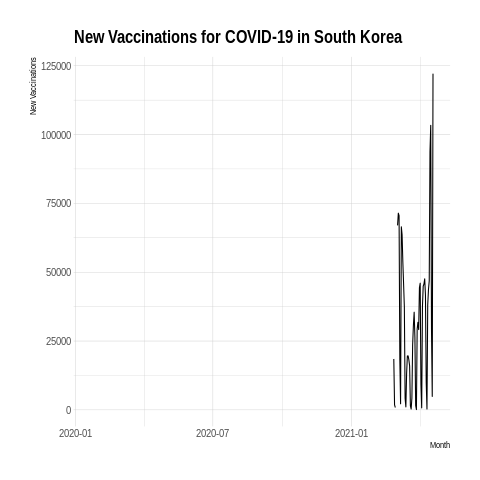 New Vaccinations for COVID-19 in South Korea
New Vaccinations
125000
100000
75000
50000
25000
0
2020-01 2020-07 2021-01
Month